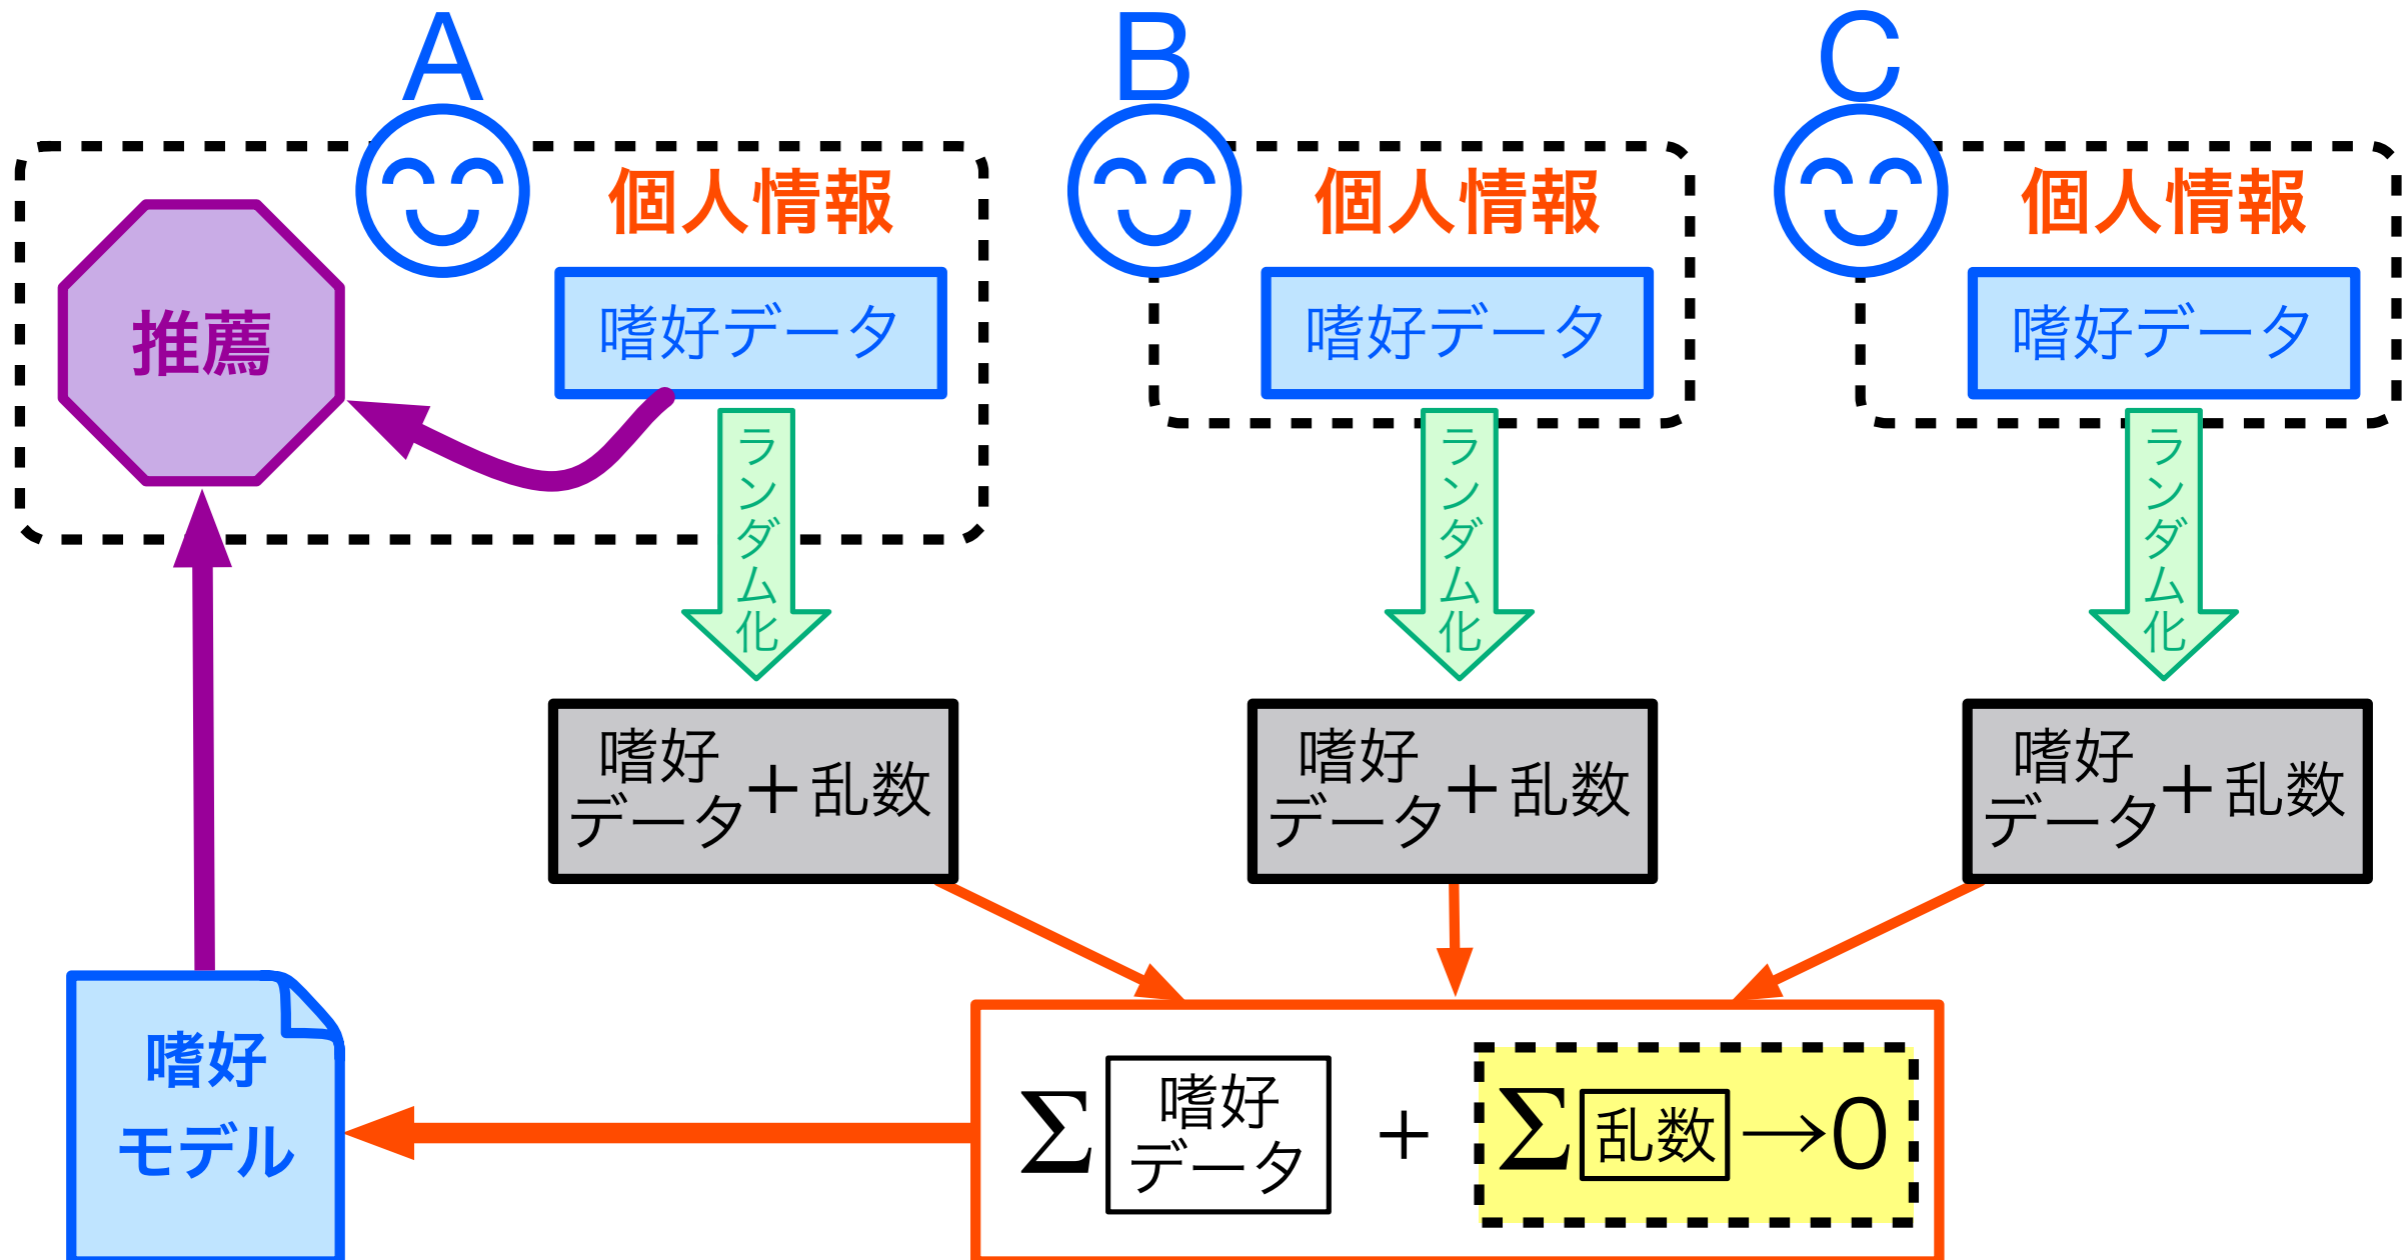 A
B
C
個人情報
個人情報
個人情報
推薦
嗜好データ
嗜好データ
嗜好データ
ランダム化
ランダム化
ランダム化
嗜好
データ+乱数
嗜好
データ+乱数
嗜好
データ+乱数
嗜好
モデル
Σ 嗜好
データ + Σ 乱数 →0